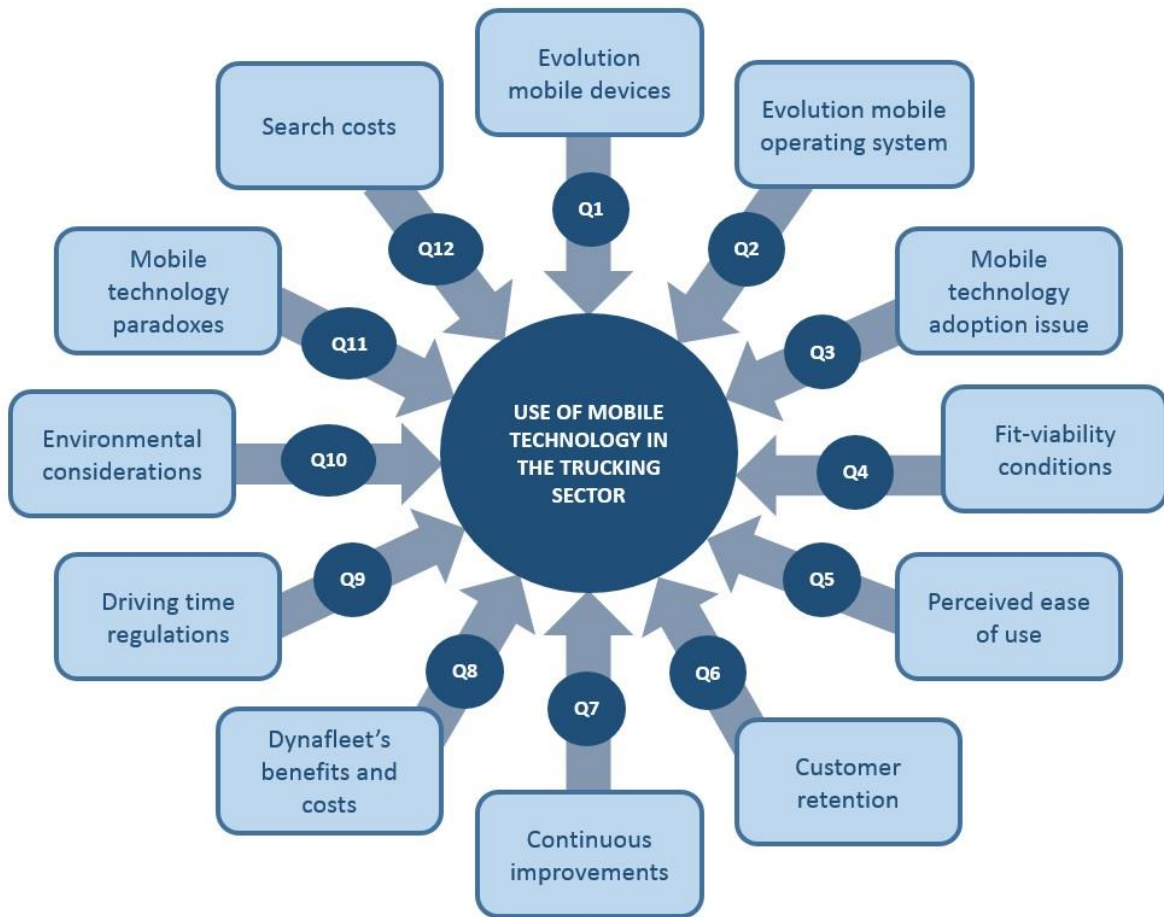 Evolution
mobile devices
Q1
Evolution mobile
operating system
Q2
Mobile
technology
adoption issue
Q3
Fit-viability
conditions
Q4
Perceived ease
of use
Q5
Customer
retention
Q6
Continuous
improvements
Q7
Dynafleet’s
benefits and
costs
Q8
Driving time
regulations
Q9
Environmental
considerations
Q10
Mobile
technology
paradoxes
Q11
Search costs
Q12
USE OF MOBILE
TECHNOLOGY IN
THE TRUCKING
SECTOR